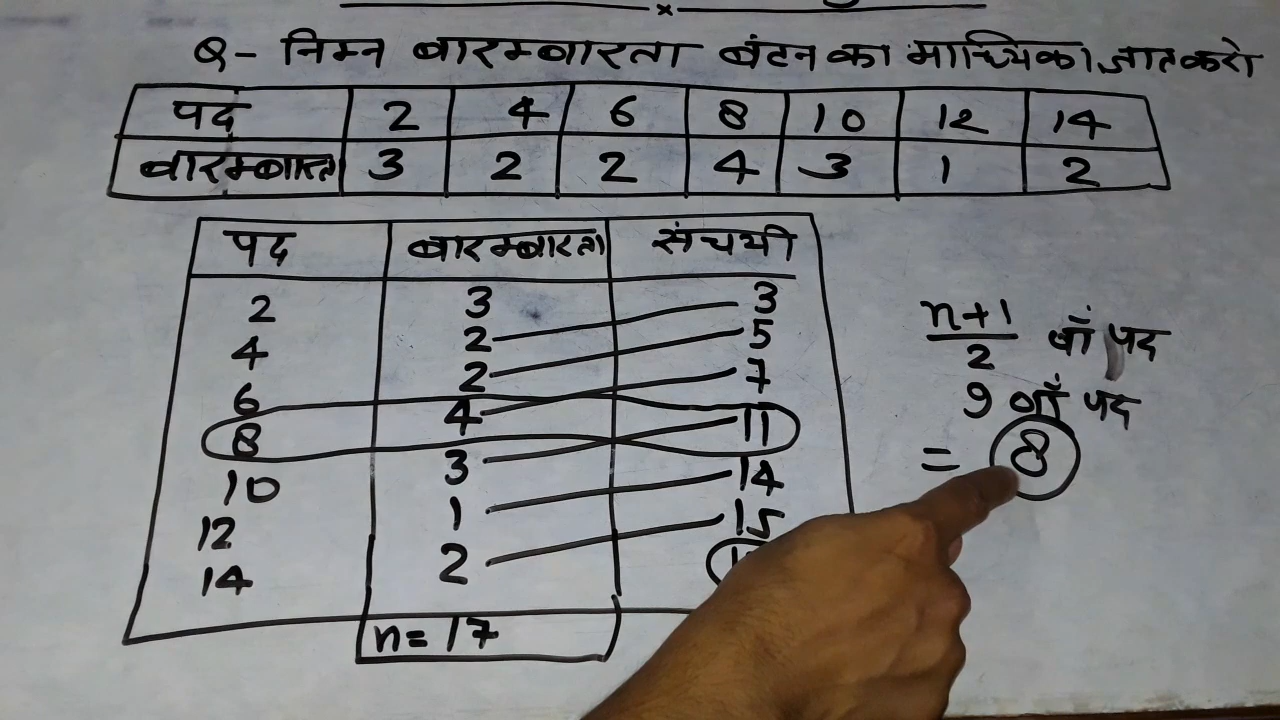 Q- निम्न बारम्बारता बंटन का माध्यिका ज्ञात करो
पद 2 4 6 8 10 12 14
बारम्बारता 3 2 2 4 3 1 2
पद बारम्बारता संचयी
2 3 3
4 2 5
6 2 7
8 4 11
10 3 14
12 1 15
14 2
n = 17
n+1
2 वाँ पद
9 वाँ पद
= 8